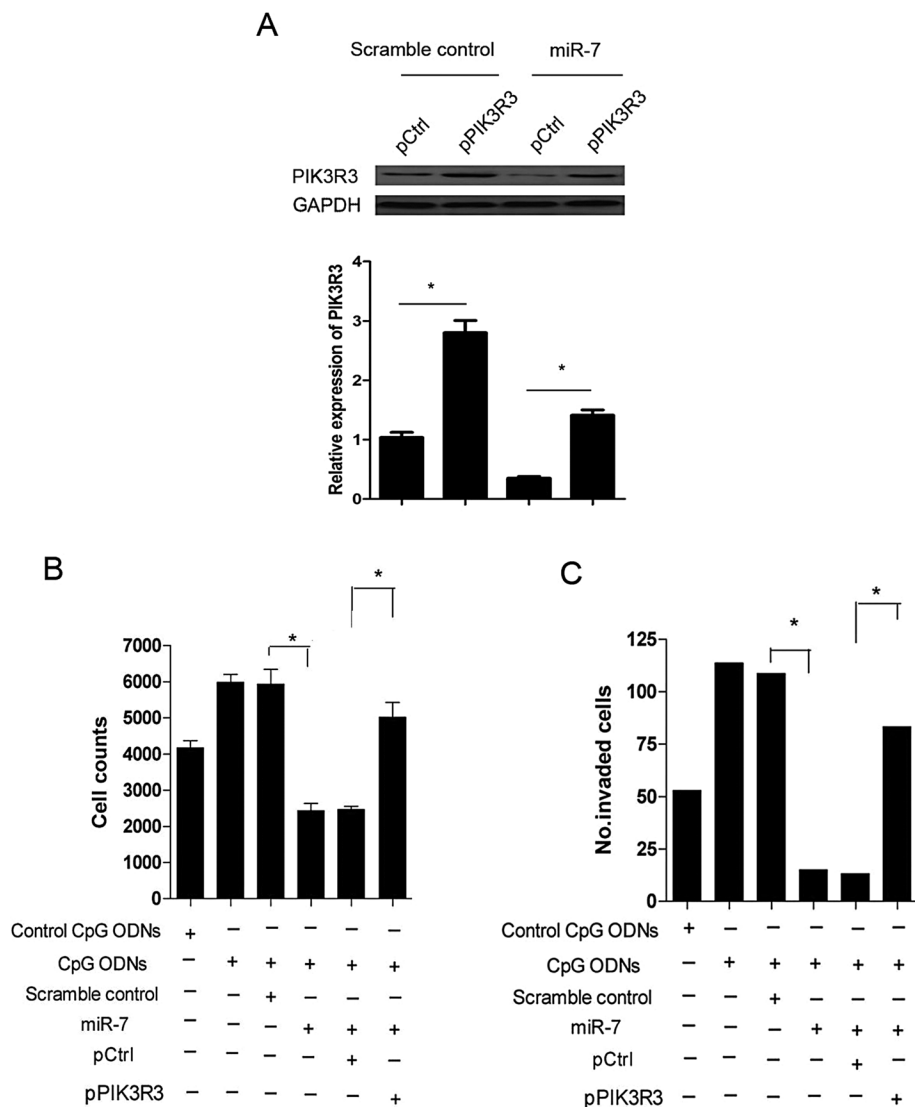 A
Scramble control miR-7
pCtrl pPIK3R3 pCtrl pPIK3R3
PIK3R3
GAPDH
Relative expression of PIK3R3
4
3
2
1
0
*
*
B
Cell counts
7000
6000
5000
4000
3000
2000
1000
0
*
*
Control CpG ODNs + − − − − −
CpG ODNs − + + + + +
Scramble control − − + − − −
miR-7 − − − + + +
pCtrl − − − − + −
pPIK3R3 − − − − − +
C
No.invaded cells
125
100
75
50
25
0
*
*
Control CpG ODNs + − − − − −
CpG ODNs − + + + + +
Scramble control − − + − − −
miR-7 − − − + + +
pCtrl − − − − + −
pPIK3R3 − − − − − +